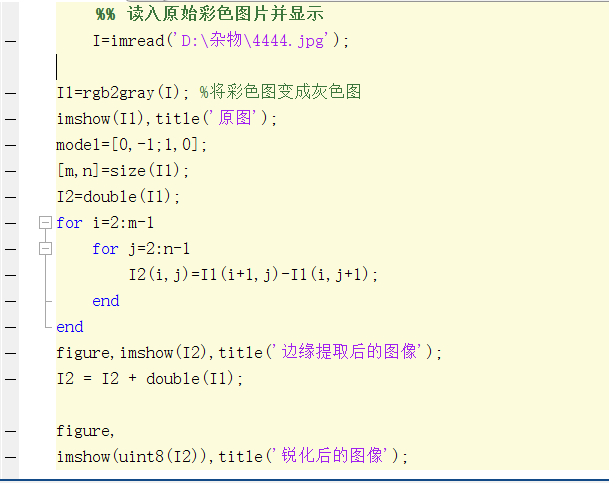 %% 读入原始彩色图片并显示
I=imread('D:\杂物\4444.jpg');
I1=rgb2gray(I); %将彩色图变成灰色图
imshow(I1),title('原图');
model=[0,-1;1,0];
[m,n]=size(I1);
I2=double(I1);
for i=2:m-1
for j=2:n-1
I2(i,j)=I1(i+1,j)-I1(i,j+1);
end
end
figure,imshow(I2),title('边缘提取后的图像');
I2 = I2 + double(I1);
figure,
imshow(uint8(I2)),title('锐化后的图像');